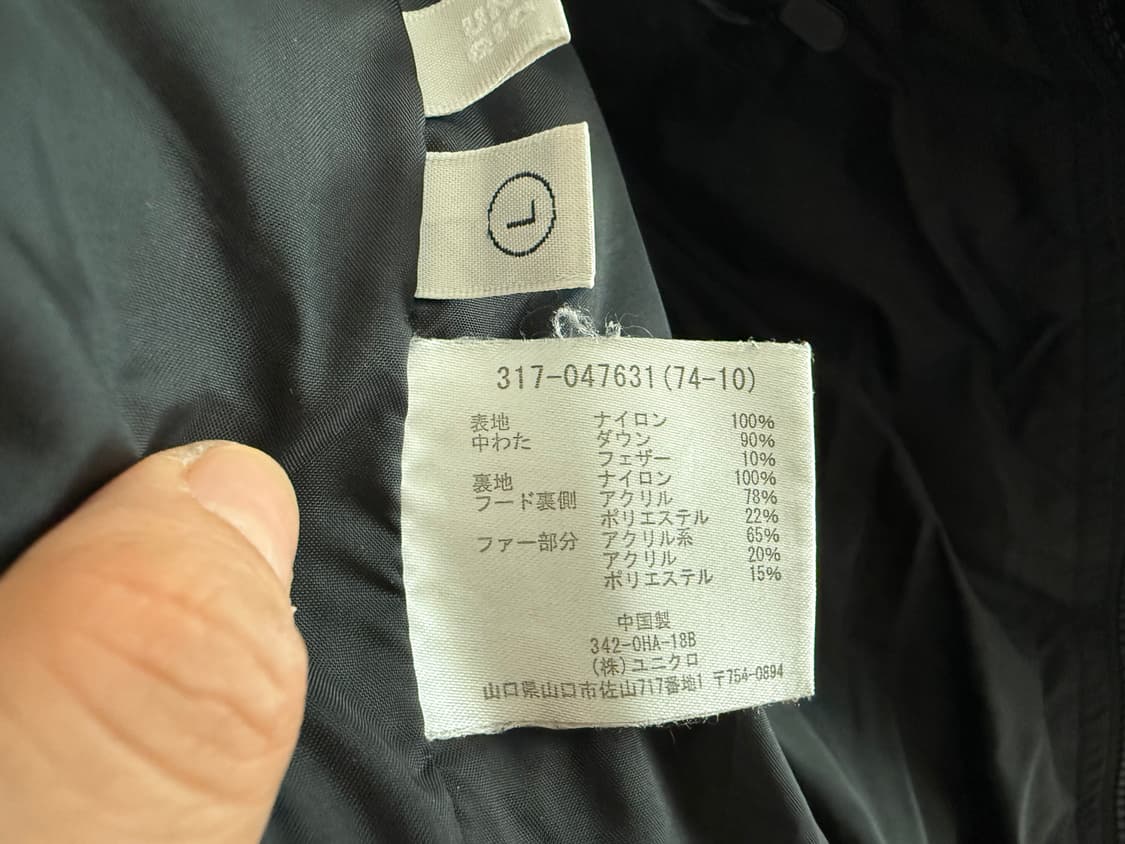 L
317-047631(74-10)
表地 ナイロン 100%
中わた ダウン 90%
フェザー 10%
裏地 ナイロン 100%
フード裏側 アクリル 78%
ポリエステル 22%
ファー部分 アクリル系 65%
アクリル 20%
ポリエステル 15%
中国製
342-0HA-18B
(株)ユニクロ
山口県山口市佐山717番地1 〒754-0894